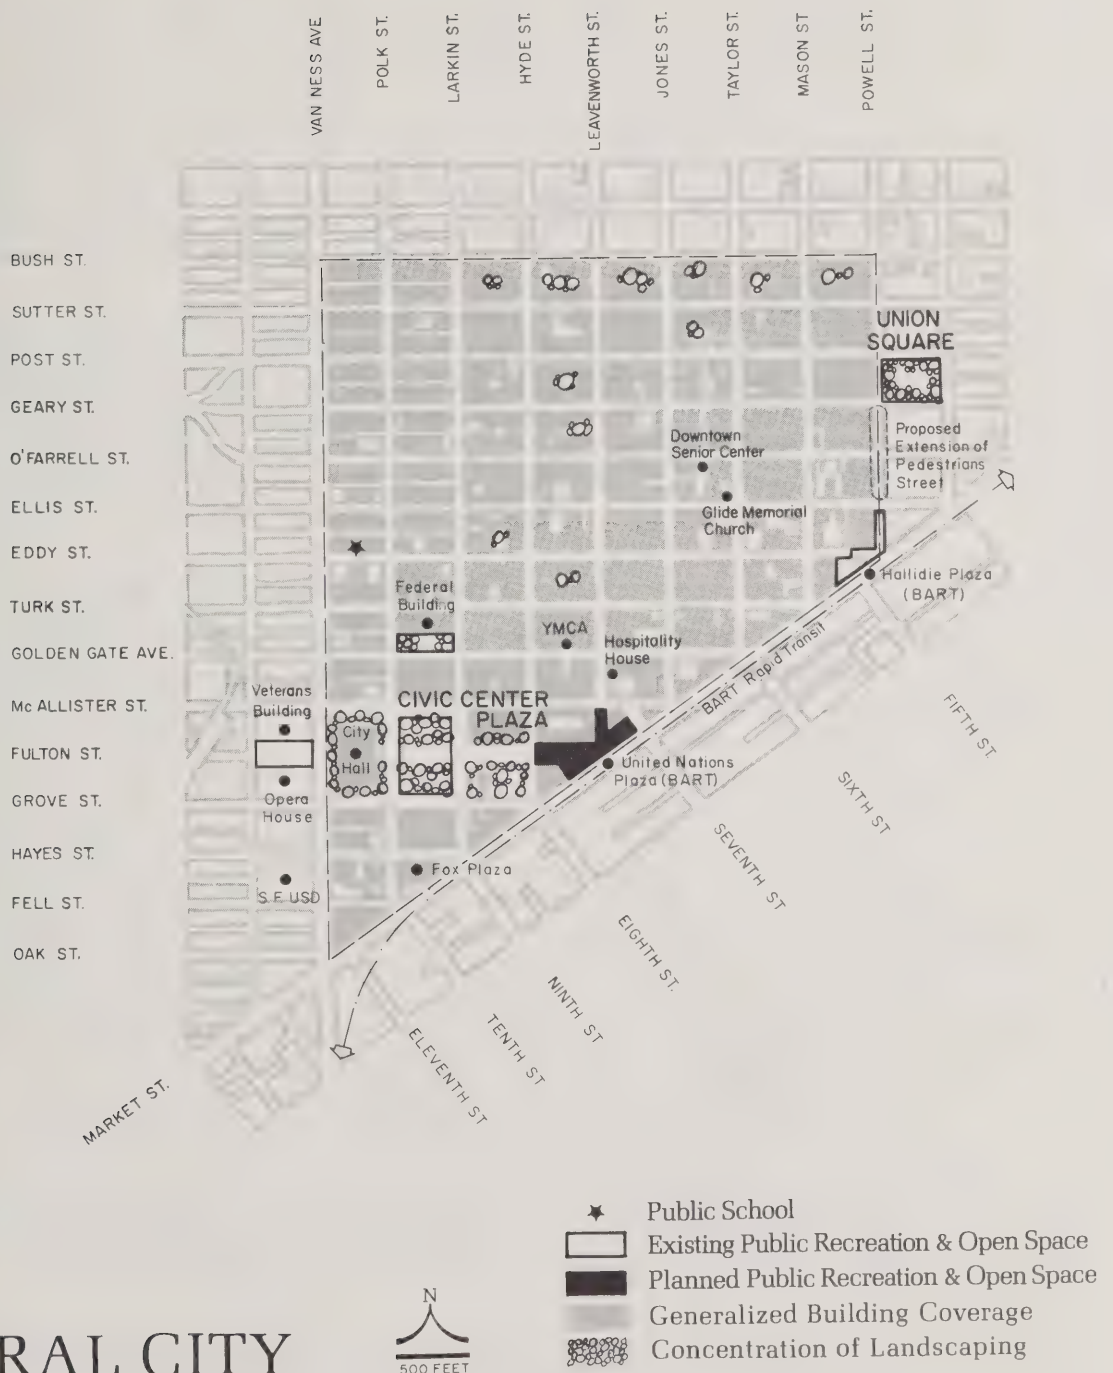 VAN NESS AVE
POLK ST.
LARKIN ST.
HYDE ST.
LEAVENWORTH ST.
JONES ST.
TAYLOR ST.
MASON ST
POWELL ST.
BUSH ST.
SUTTER ST.
POST ST.
GEARY ST.
O'FARRELL ST.
ELLIS ST.
EDDY ST.
TURK ST.
GOLDEN GATE AVE.
Mc ALLISTER ST.
FULTON ST.
GROVE ST.
HAYES ST.
FELL ST.
OAK ST.
MARKET ST.
UNION
SQUARE
Proposed
Extension of
Pedestrians
Street
Downtown
Senior Center
Glide Memorial
Church
Hallidie Plaza
(BART)
Federal
Building
YMCA
Hospitality
House
BART Rapid Transit
Veterans
Building
CIVIC CENTER
PLAZA
City
Hall
United Nations
Plaza (BART)
Opera
House
Fox Plaza
S.F. USD
FIFTH ST.
SIXTH ST
SEVENTH ST
EIGHTH ST.
NINTH ST
TENTH ST
ELEVENTH ST
Public School
Existing Public Recreation & Open Space
Planned Public Recreation & Open Space
Generalized Building Coverage
Concentration of Landscaping
N
500 FEET
RAL CITY